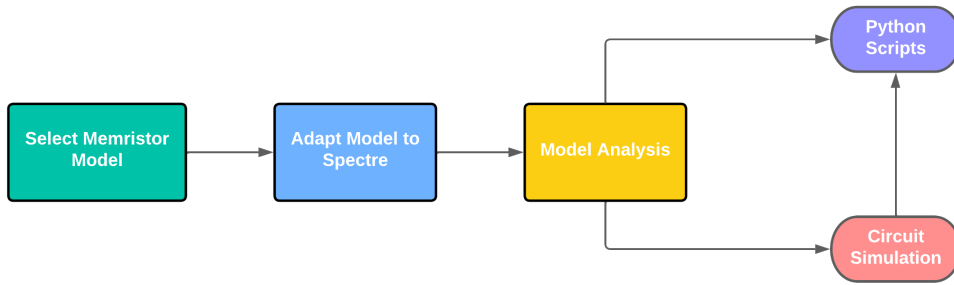 Select Memristor
Model
Adapt Model to
Spectre
Model Analysis
Python
Scripts
Circuit
Simulation